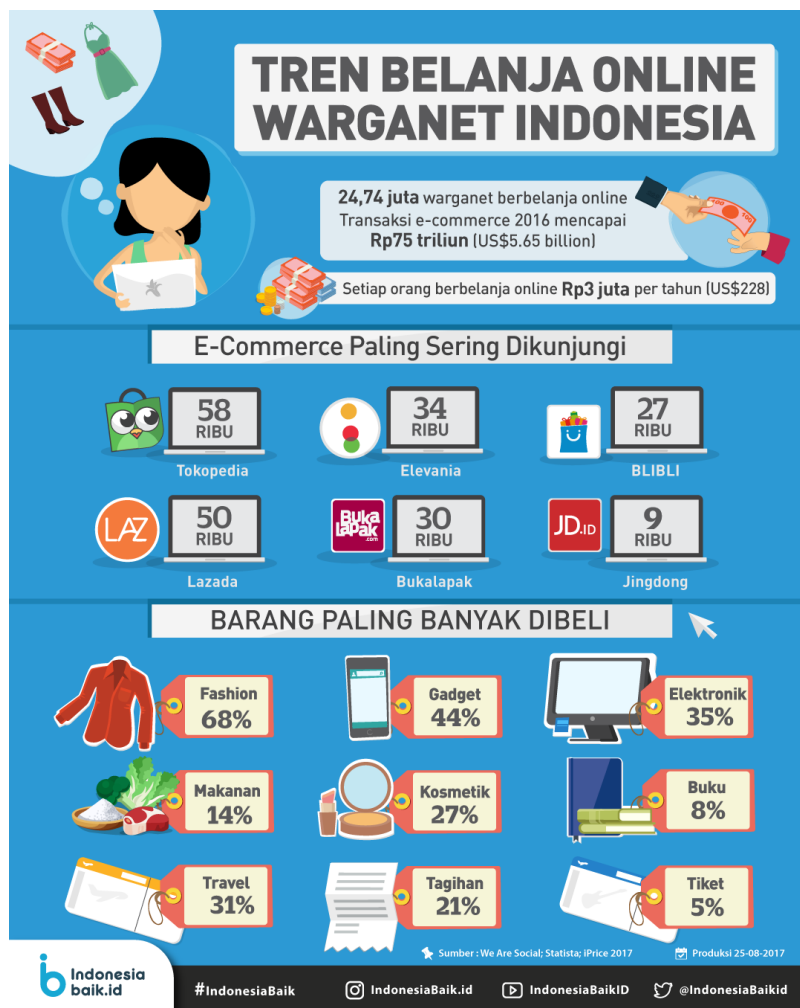 TREN BELANJA ONLINE
WARGANET INDONESIA
24,74 juta warganet berbelanja online
Transaksi e-commerce 2016 mencapai
Rp75 triliun (US$5.65 billion)
100
100
Setiap orang berbelanja online Rp3 juta per tahun (US$228)
E-Commerce Paling Sering Dikunjungi
58
RIBU
Tokopedia
34
RIBU
Elevania
27
RIBU
BLIBLI
LAZ
50
RIBU
Lazada
BukaLapak
.com
30
RIBU
Bukalapak
JD.ID
9
RIBU
Jingdong
BARANG PALING BANYAK DIBELI
Fashion
68%
Gadget
44%
Elektronik
35%
Makanan
14%
Kosmetik
27%
Buku
8%
Travel
31%
Tagihan
21%
Tiket
5%
Sumber : We Are Social; Statista; iPrice 2017
Produksi 25-08-2017
Indonesia
baik.id
#IndonesiaBaik
IndonesiaBaik.id
IndonesiaBaikID
@IndonesiaBaikid